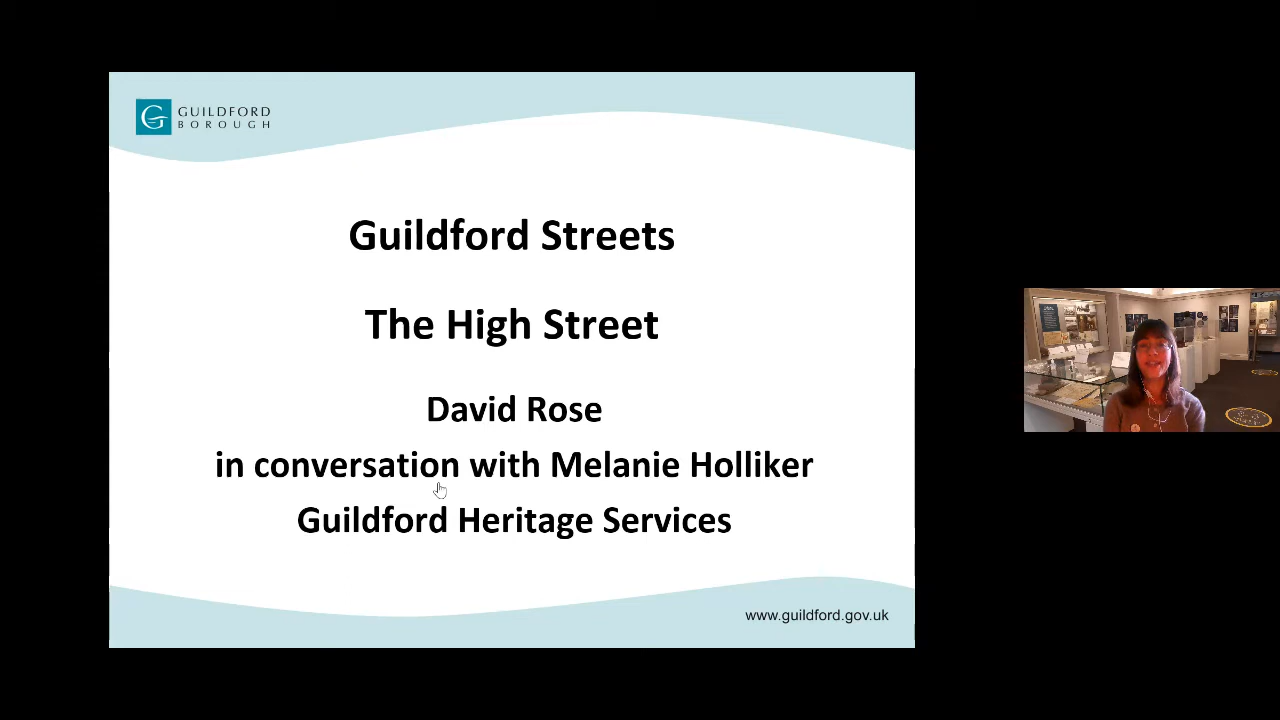 GUILDFORD
BOROUGH
Guildford Streets
The High Street
David Rose
in conversation with Melanie Holliker
Guildford Heritage Services
www.guildford.gov.uk